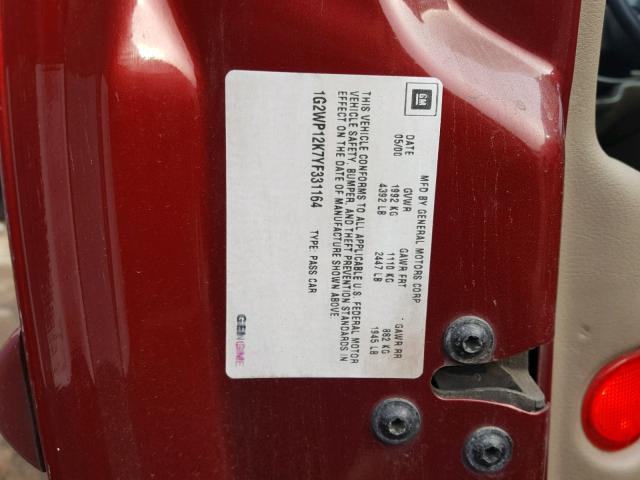 GM
MFD BY GENERAL MOTORS CORP
DATE GVWR GAWR FRT GAWR RR
05/00 1992 KG 1110 KG 882 KG
4392 LB 2447 LB 1945 LB
THIS VEHICLE CONFORMS TO ALL APPLICABLE U.S. FEDERAL MOTOR
VEHICLE SAFETY, BUMPER, AND THEFT PREVENTION STANDARDS IN
EFFECT ON THE DATE OF MANUFACTURE SHOWN ABOVE
1G2WP12K7YF331164 TYPE: PASS CAR